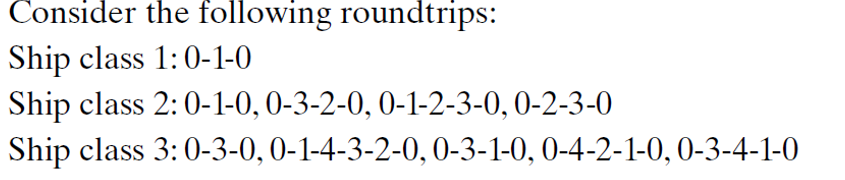 Consider the following roundtrips:
Ship class 1: 0-1-0
Ship class 2: 0-1-0, 0-3-2-0, 0-1-2-3-0, 0-2-3-0
Ship class 3: 0-3-0, 0-1-4-3-2-0, 0-3-1-0, 0-4-2-1-0, 0-3-4-1-0